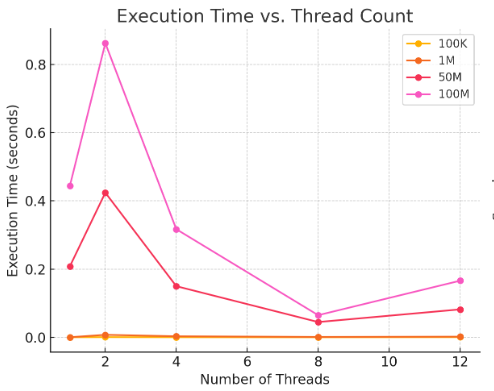 Execution Time vs. Thread Count
100K
1M
50M
100M
Execution Time (seconds)
0.8
0.6
0.4
0.2
0.0
2
4
6
8
10
12
Number of Threads